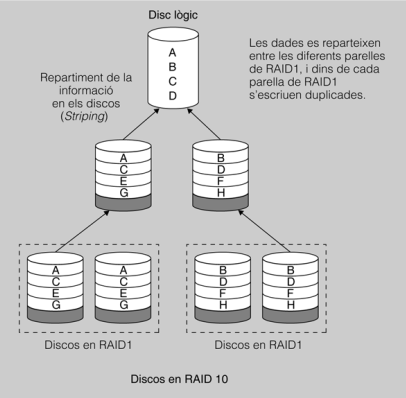 Disc lògic
A
B
C
D
Les dades es reparteixen
entre les diferents parelles
de RAID1, i dins de cada
parella de RAID1
s'escriuen duplicades.
Repartiment de la
informació
en els discos
(Striping)
A
C
E
G
B
D
F
H
A
C
E
G
A
C
E
G
B
D
F
H
B
D
F
H
Discos en RAID1
Discos en RAID1
Discos en RAID 10